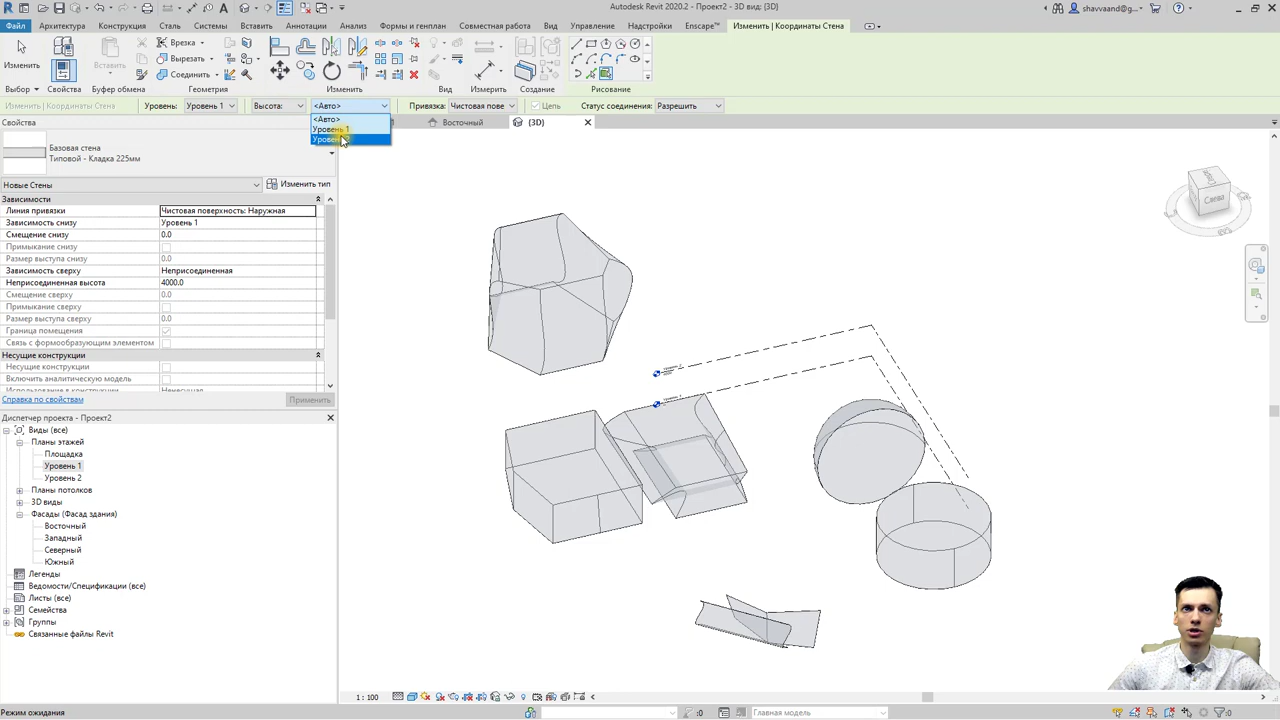 Autodesk Revit 2020.2 - Проект2 - 3D вид: {3D}
shavvaand
Файл Архитектура Конструкция Сталь Системы Вставить Аннотации Анализ Формы и генплан Совместная работа Вид Управление Надстройки Enscape™ Изменить | Координаты Стена
Врезка
Вырезать
Изменить Вставить Соединить
Выбор Свойства Буфер обмена Геометрия Изменить Вид Измерить Создание Рисование
Изменить | Координаты Стена Уровень: Уровень 1 Высота: <Авто> Привязка: Чистовая пове Цепь Статус соединения: Разрешить
<Авто>
Уровень 1
Свойства
Восточный
{3D}
Базовая стена
Типовой - Кладка 225мм
Новые Стены Изменить тип
Зависимости
Линия привязки Чистовая поверхность: Наружная
Зависимость снизу Уровень 1
Смещение снизу 0.0
Примыкание снизу
Размер выступа снизу 0.0
Зависимость сверху Неприсоединенная
Неприсоединенная высота 4000.0
Смещение сверху 0.0
Примыкание сверху
Размер выступа сверху 0.0
Граница помещения
Связь с формообразующим элементом
Несущие конструкции
Несущие конструкции
Включить аналитическую модель
Справка по свойствам Применить
Диспетчер проекта - Проект2
Виды (все)
Планы этажей
Площадка
Уровень 1
Уровень 2
Планы потолков
3D виды
Фасады (Фасад здания)
Восточный
Западный
Северный
Южный
Легенды
Ведомости/Спецификации (все)
Листы (все)
Семейства
Группы
Связанные файлы Revit
Слева
1 : 100
Режим ожидания
:0
Главная модель
:0